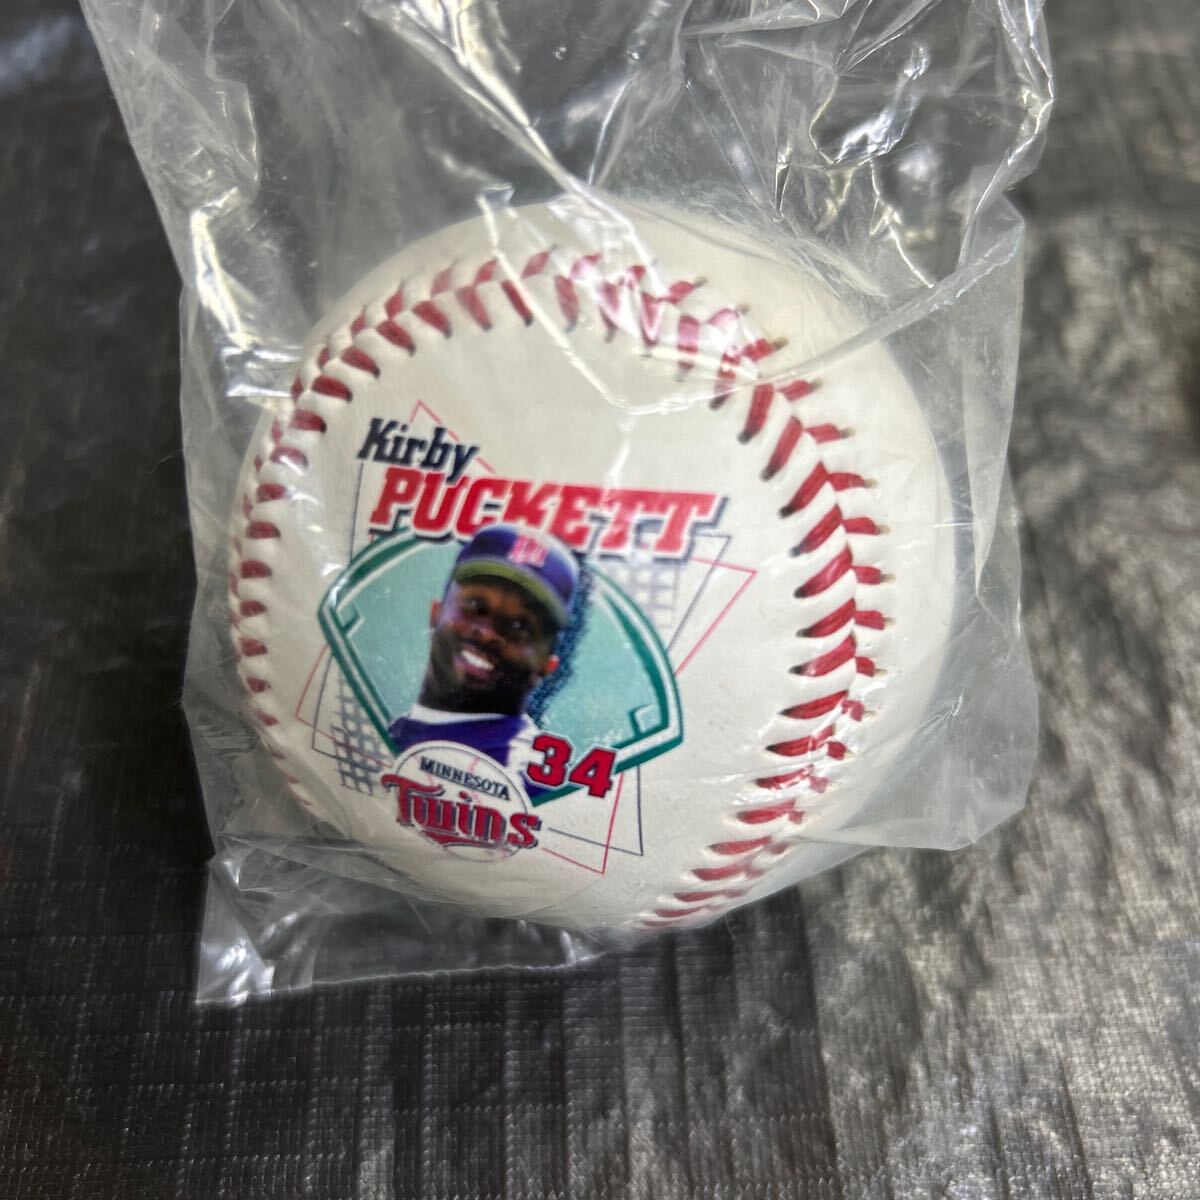 Kirby
PUCKETT
34
MINNESOTA
Twins